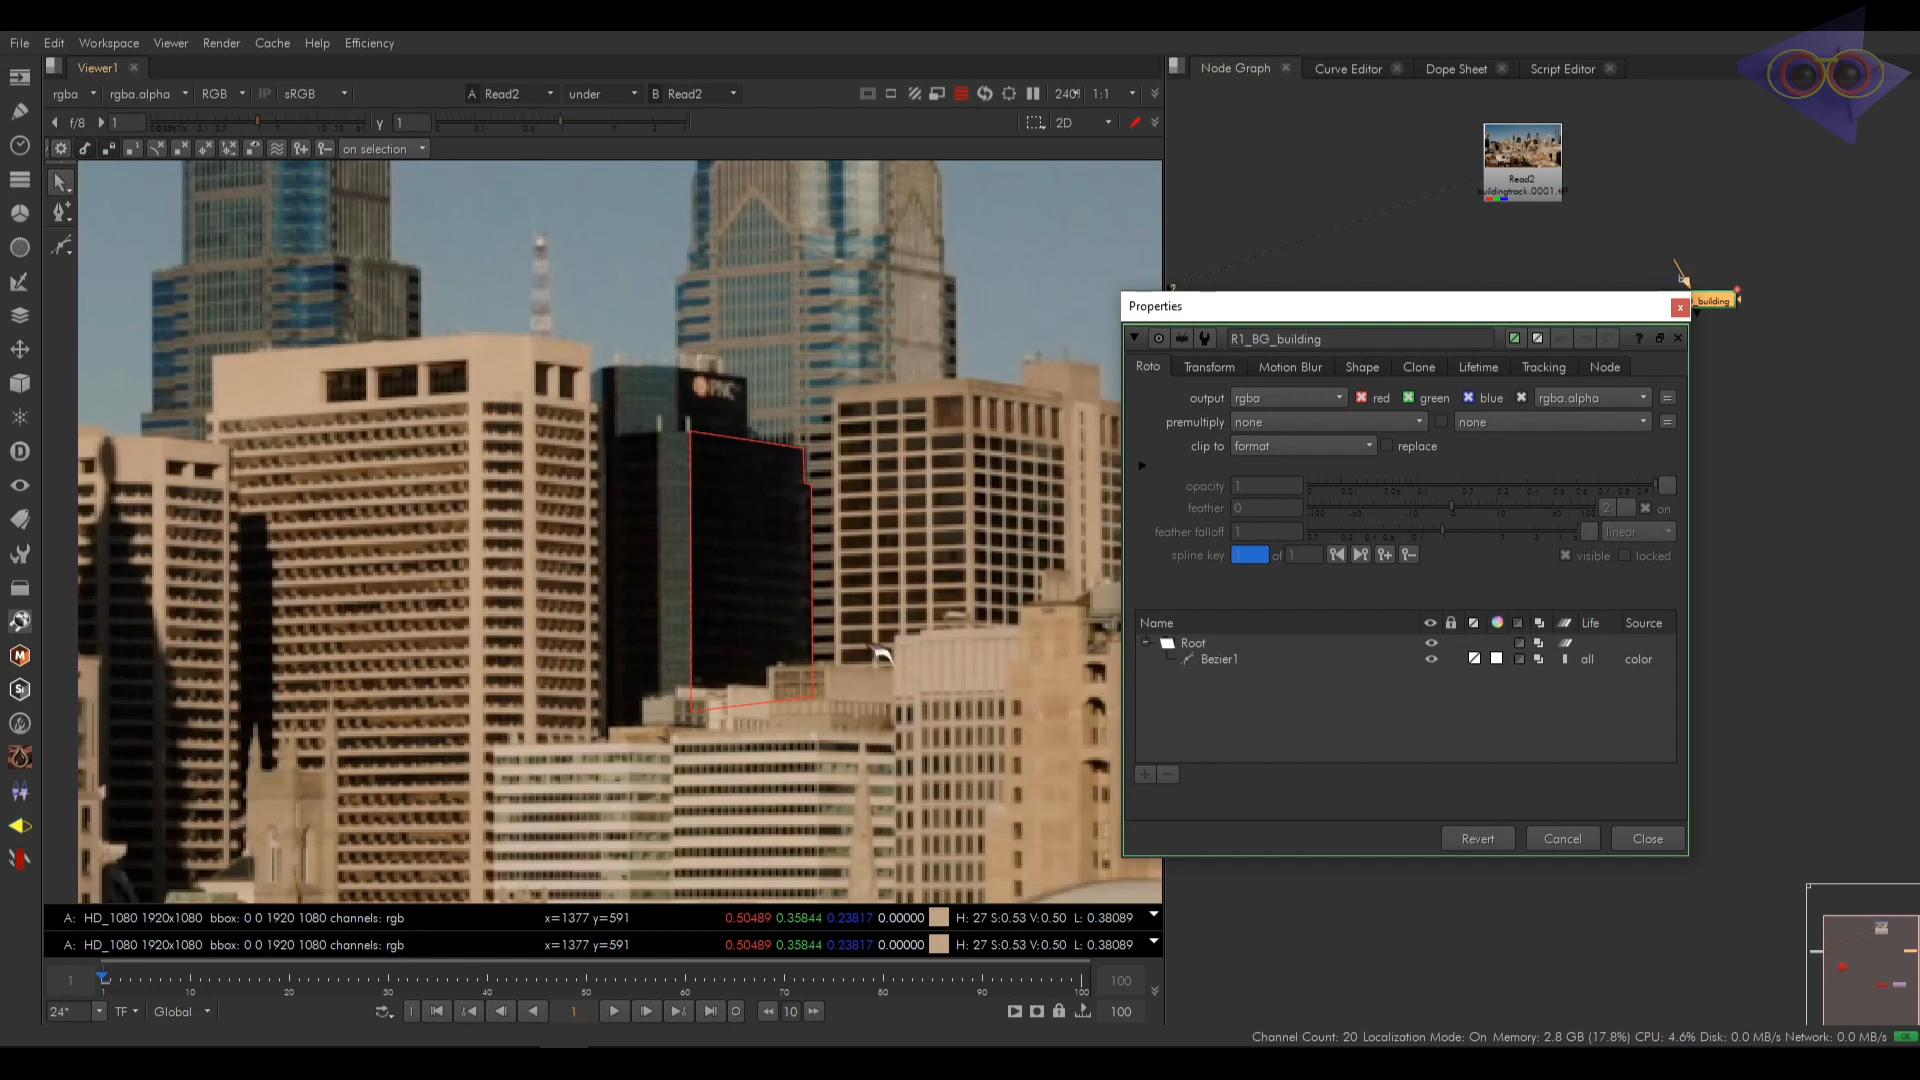 File Edit Workspace Viewer Render Cache Help Efficiency
Viewer1
Node Graph Curve Editor Dope Sheet Script Editor
rgba rgba.alpha RGB IP sRGB A Read2 under B Read2 1:1
f/8 1 γ 1 2D
on selection
Read2
buildingtrack.0001.tiff
_building
Properties
R1_BG_building
Roto Transform Motion Blur Shape Clone Lifetime Tracking Node
output rgba red green blue rgba.alpha
premultiply none none
clip to format replace
opacity 1
feather 0 2 on
feather falloff 1 linear
spline key 1 of 1 visible locked
Name Life Source
Root
Bezier1 all color
Revert Cancel Close
A: HD_1080 1920x1080 bbox: 0 0 1920 1080 channels: rgb x=1377 y=591 0.50489 0.35844 0.23817 0.00000 H: 27 S:0.53 V:0.50 L: 0.38089
A: HD_1080 1920x1080 bbox: 0 0 1920 1080 channels: rgb x=1377 y=591 0.50489 0.35844 0.23817 0.00000 H: 27 S:0.53 V:0.50 L: 0.38089
1 100
1 10 20 30 40 50 60 70 80 90 100
24* TF Global 1 10 100
Channel Count: 20 Localization Mode: On Memory: 2.8 GB (17.8%) CPU: 4.6% Disk: 0.0 MB/s Network: 0.0 MB/s OK